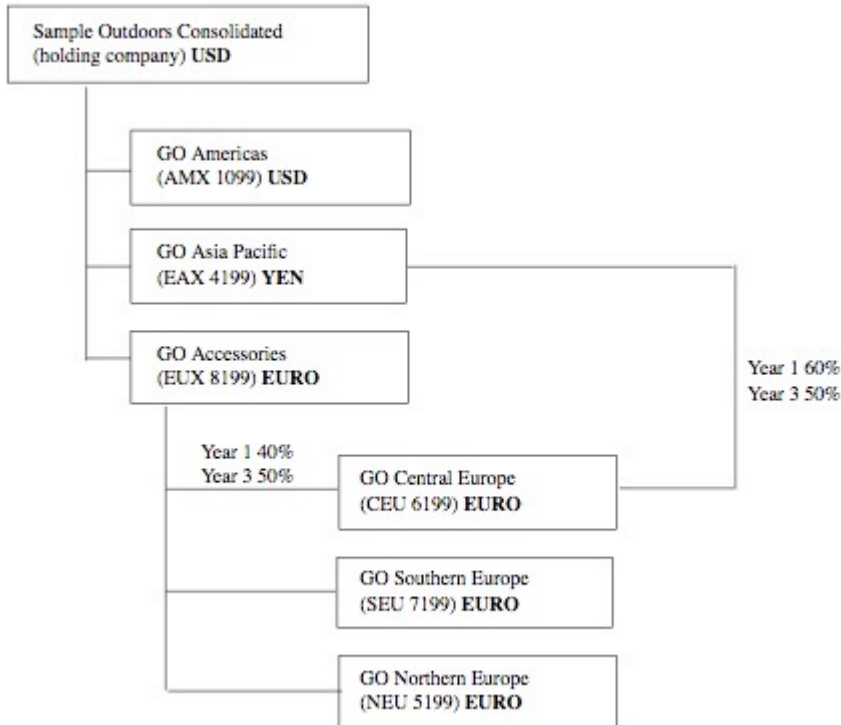 Sample Outdoors Consolidated
(holding company) USD
GO Americas
(AMX 1099) USD
GO Asia Pacific
(EAX 4199) YEN
GO Accessories
(EUX 8199) EURO
Year 1 60%
Year 3 50%
Year 1 40%
Year 3 50%
GO Central Europe
(CEU 6199) EURO
GO Southern Europe
(SEU 7199) EURO
GO Northern Europe
(NEU 5199) EURO